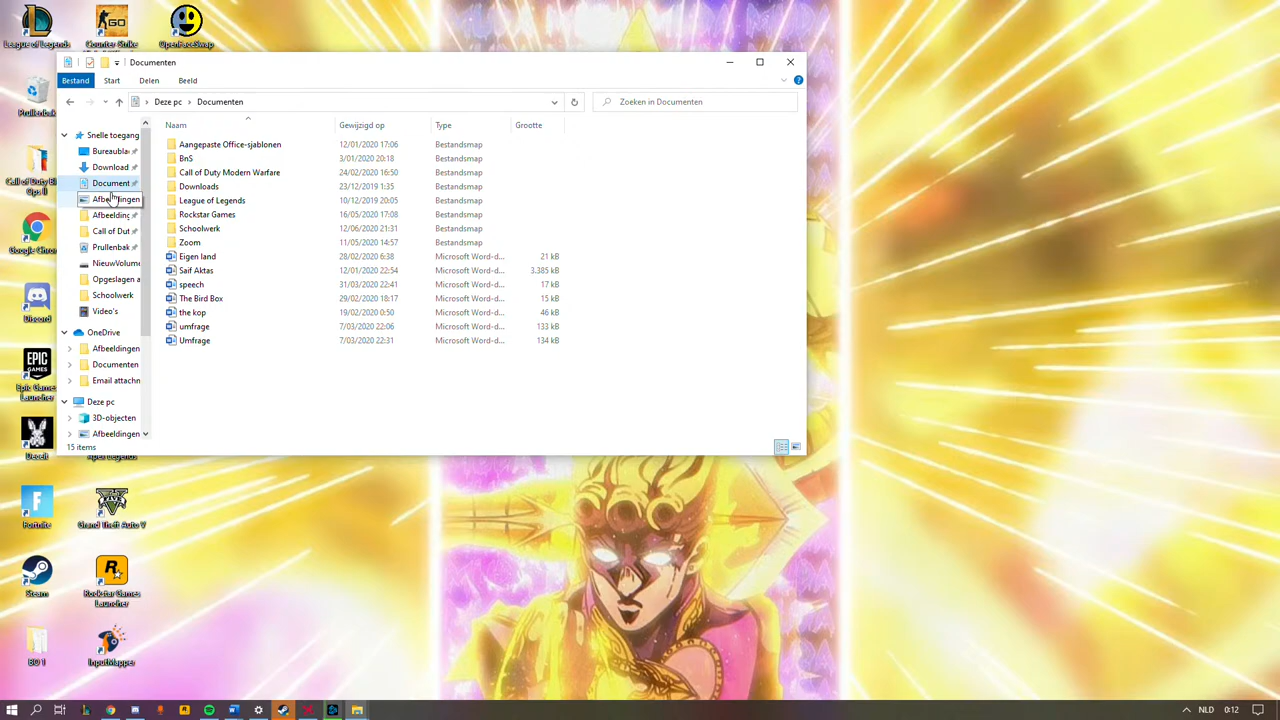 League of Legends
Counter Strike
OpenFaceSwap
Documenten
Bestand
Start
Delen
Beeld
Deze pc
Documenten
Zoeken in Documenten
Naam
Gewijzigd op
Type
Grootte
Aangepaste Office-sjablonen 12/01/2020 17:06 Bestandsmap
BnS 3/01/2020 20:18 Bestandsmap
Call of Duty Modern Warfare 24/02/2020 16:50 Bestandsmap
Downloads 23/12/2019 1:35 Bestandsmap
League of Legends 10/12/2019 20:05 Bestandsmap
Rockstar Games 16/05/2020 17:08 Bestandsmap
Schoolwerk 12/06/2020 21:31 Bestandsmap
Zoom 11/05/2020 14:57 Bestandsmap
Eigen land 28/02/2020 6:38 Microsoft Word-d... 21 kB
Saif Aktas 12/01/2020 22:54 Microsoft Word-d... 3.385 kB
speech 31/03/2020 22:41 Microsoft Word-d... 17 kB
The Bird Box 29/02/2020 18:17 Microsoft Word-d... 15 kB
the kop 19/02/2020 0:50 Microsoft Word-d... 46 kB
umfrage 7/03/2020 22:06 Microsoft Word-d... 133 kB
Umfrage 7/03/2020 22:31 Microsoft Word-d... 134 kB
Snelle toegang
Bureaubla
Download
Document
Afbeeldingen
Afbeelding
Call of Dut
Prullenbak
NieuwVolume
Opgeslagen a
Schoolwerk
Video's
OneDrive
Afbeeldingen
Documenten
Email attachn
Deze pc
3D-objecten
Afbeeldingen
15 items
Prullenbak
Call of Duty Bl
Ops II
Google Chro
Discord
Epic Games
Launcher
Deceit
Apex Legends
Fortnite
Grand Theft Auto V
Steam
Rockstar Games
Launcher
BO 1
InputMapper
NLD
0:12